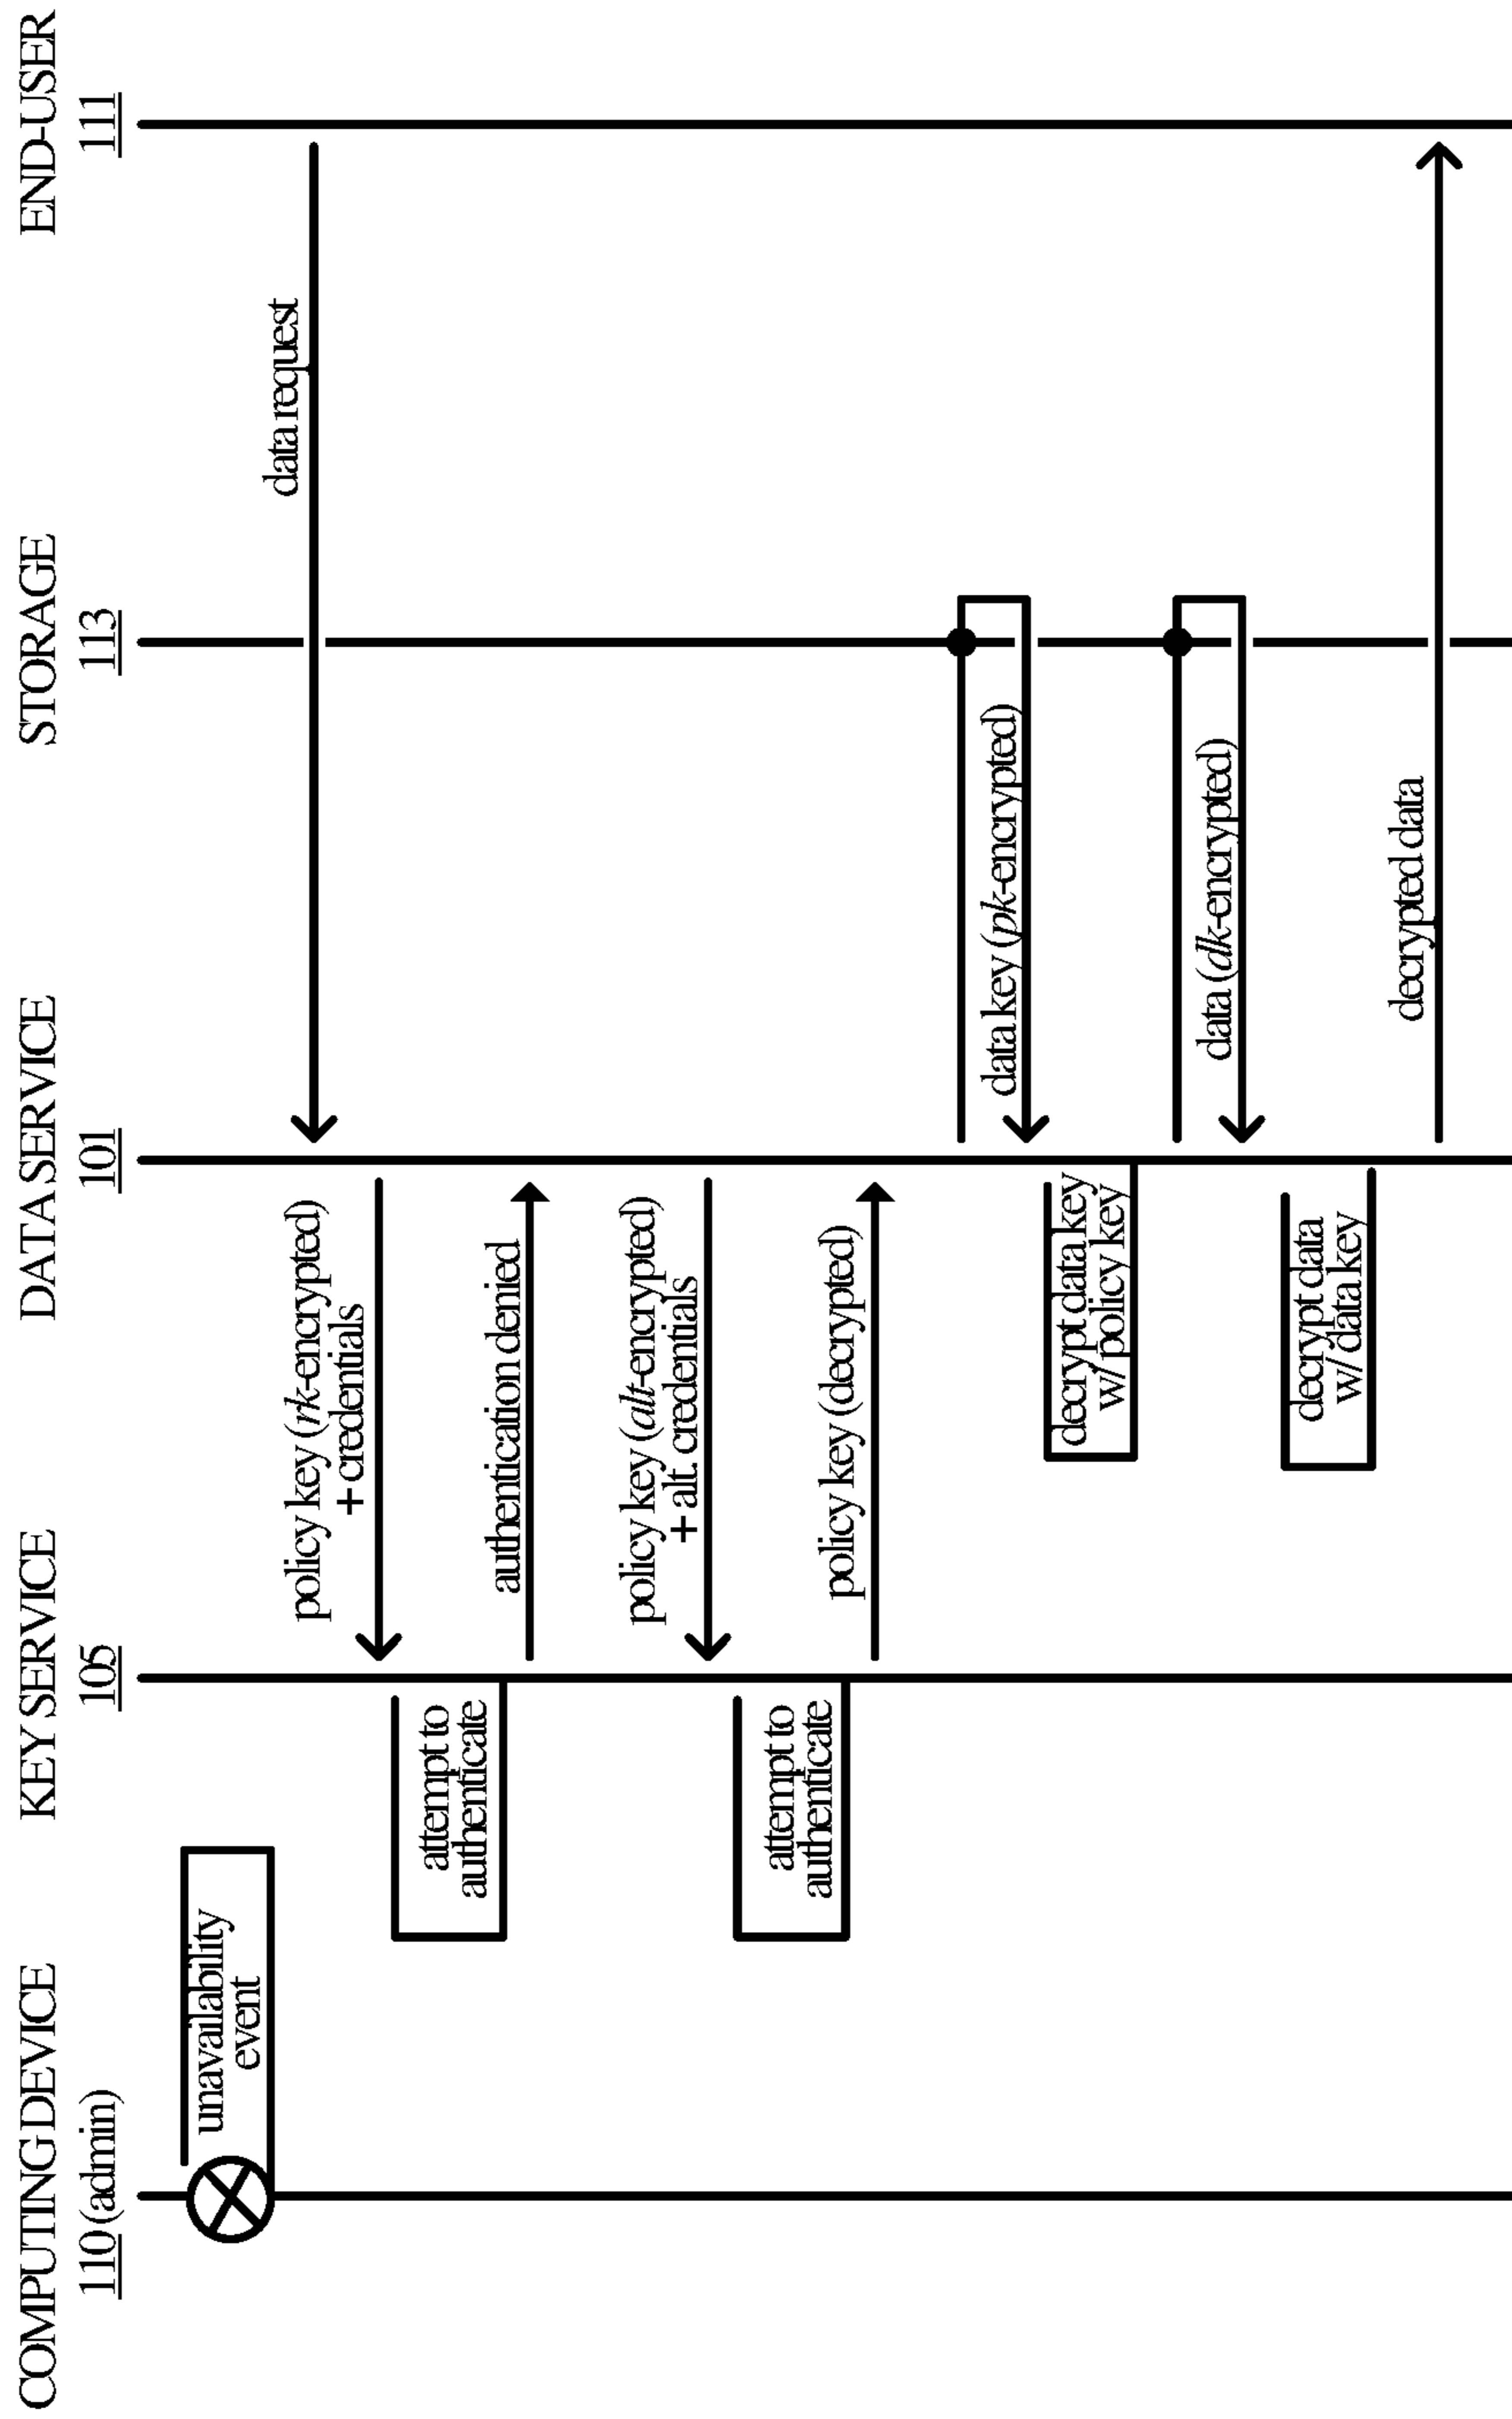 COMPUTING DEVICE
110 (admin)
KEY SERVICE
105
DATA SERVICE
101
STORAGE
113
END-USER
111
unavailability
event
data request
policy key (rk-encrypted)
+ credentials
attempt to
authenticate
authentication denied
policy key (alt-encrypted)
+ alt. credentials
attempt to
authenticate
policy key (decrypted)
data key (pk-encrypted)
decrypt data key
w/ policy key
data (dk-encrypted)
decrypt data
w/ data key
decrypted data